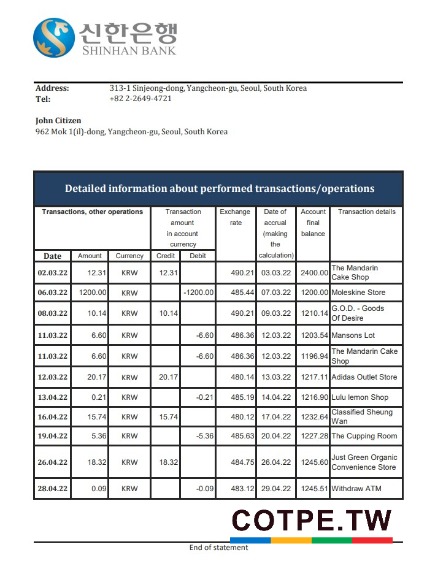 신한은행
SHINHAN BANK
Address: 313-1 Sinjeong-dong, Yangcheon-gu, Seoul, South Korea
Tel: +82 2-2649-4721
John Citizen
962 Mok 1(il)-dong, Yangcheon-gu, Seoul, South Korea
Detailed information about performed transactions/operations
Transactions, other operations Transaction Exchange Date of Account Transaction details
amount rate accrual final
in account (making balance
currency the
Date Amount Currency Credit Debit calculation)
02.03.22 12.31 KRW 12.31 490.21 03.03.22 2400.00 The Mandarin
Cake Shop
06.03.22 1200.00 KRW -1200.00 485.44 07.03.22 1200.00 Moleskine Store
08.03.22 10.14 KRW 10.14 490.21 09.03.22 1210.14 G.O.D. - Goods
Of Desire
11.03.22 6.60 KRW -6.60 486.36 12.03.22 1203.54 Mansons Lot
11.03.22 6.60 KRW -6.60 486.36 12.03.22 1196.94 The Mandarin Cake
Shop
12.03.22 20.17 KRW 20.17 480.14 13.03.22 1217.11 Adidas Outlet Store
13.04.22 0.21 KRW -0.21 485.19 14.04.22 1216.90 Lulu lemon Shop
16.04.22 15.74 KRW 15.74 480.12 17.04.22 1232.64 Classified Sheung
Wan
19.04.22 5.36 KRW -5.36 485.63 20.04.22 1227.28 The Cupping Room
26.04.22 18.32 KRW 18.32 484.75 26.04.22 1245.60 Just Green Organic
Convenience Store
28.04.22 0.09 KRW -0.09 483.12 29.04.22 1245.51 Withdraw ATM
COTPE.TW
End of statement